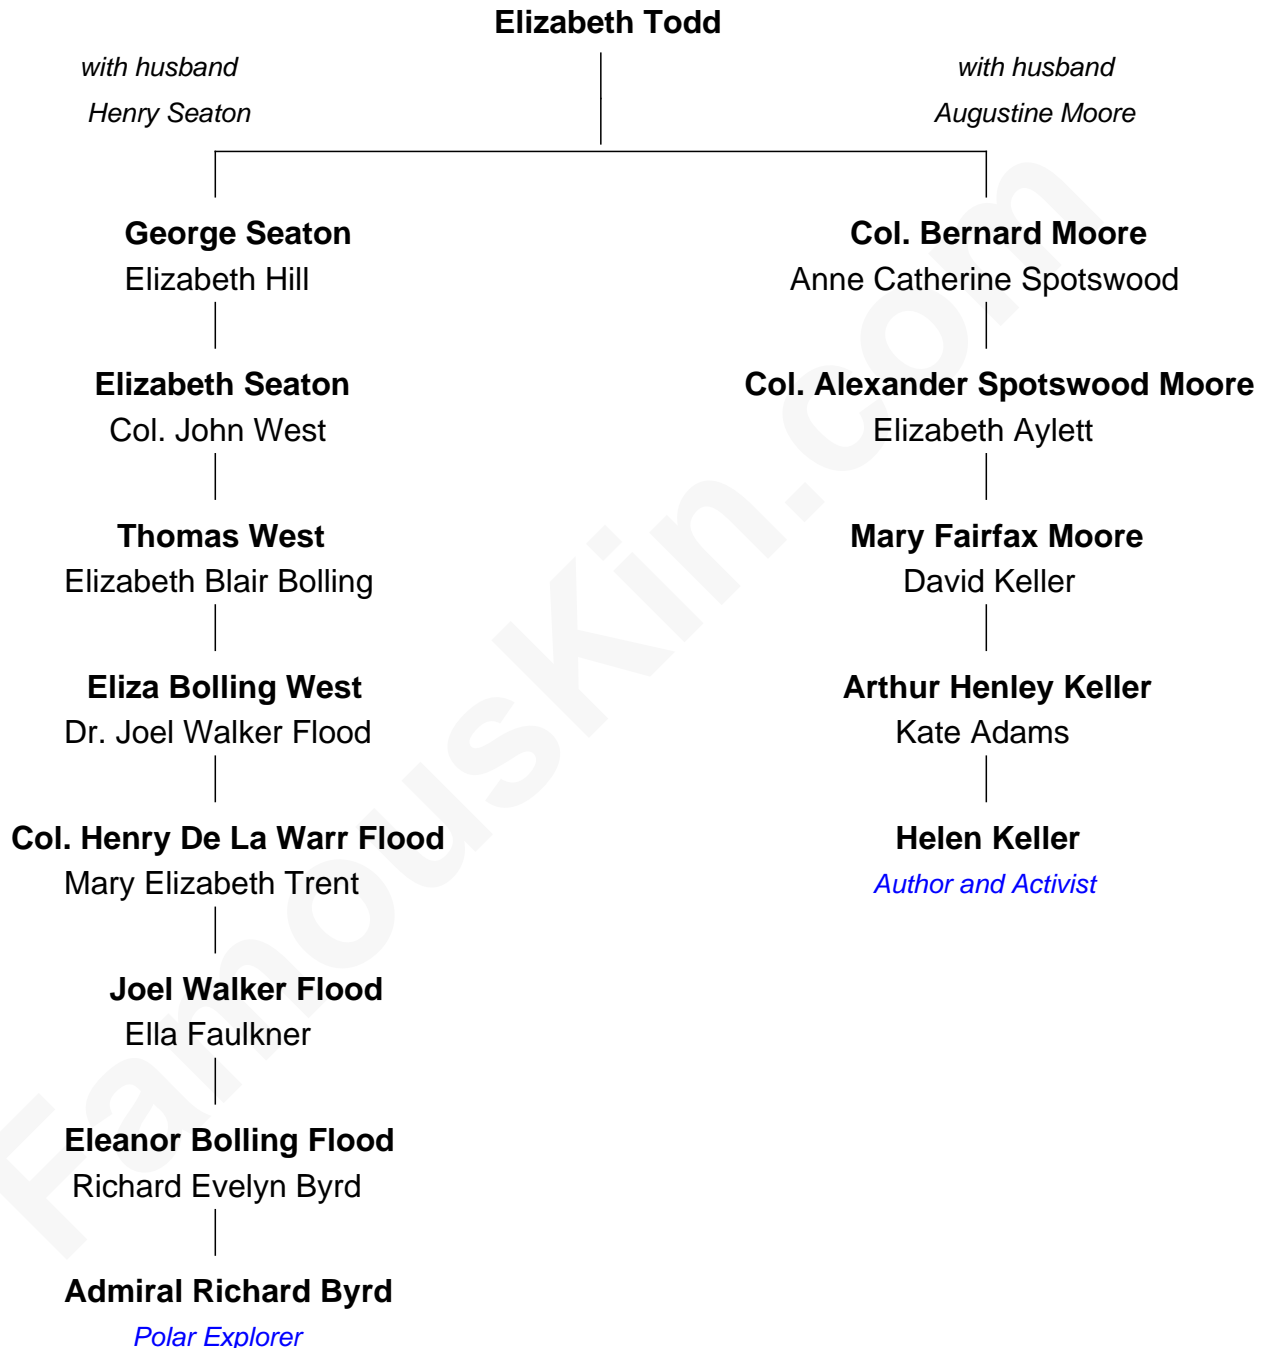 Elizabeth Todd
with husband
Henry Seaton
with husband
Augustine Moore
George Seaton
Elizabeth Hill
Elizabeth Seaton
Col. John West
Thomas West
Elizabeth Blair Bolling
Eliza Bolling West
Dr. Joel Walker Flood
Col. Henry De La Warr Flood
Mary Elizabeth Trent
Joel Walker Flood
Ella Faulkner
Eleanor Bolling Flood
Richard Evelyn Byrd
Admiral Richard Byrd
Polar Explorer
Col. Bernard Moore
Anne Catherine Spotswood
Col. Alexander Spotswood Moore
Elizabeth Aylett
Mary Fairfax Moore
David Keller
Arthur Henley Keller
Kate Adams
Helen Keller
Author and Activist
FamousKin.com